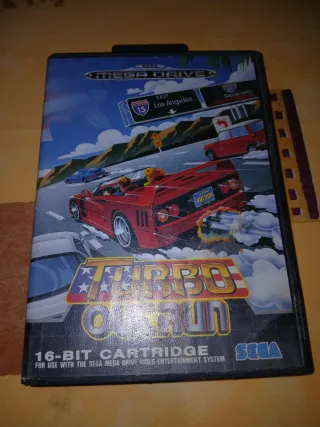 MEGA DRIVE
15
EAST
Los Angeles
TURBO
OUTRUN
16-BIT CARTRIDGE
SEGA
FOR USE WITH THE SEGA MEGA DRIVE VIDEO ENTERTAINMENT SYSTEM